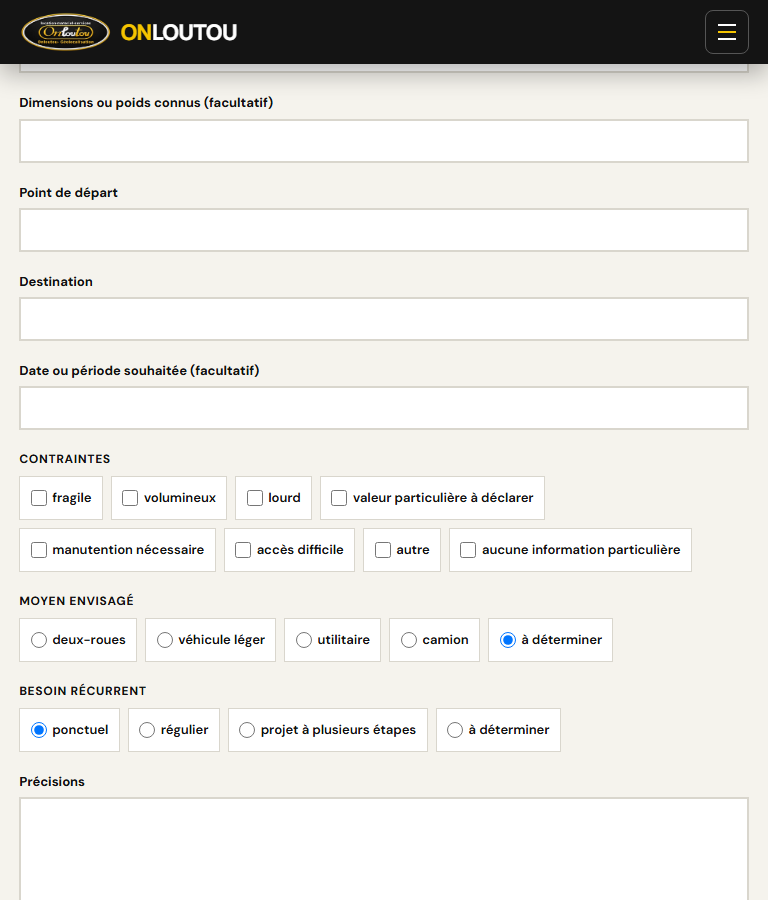 Onloutou
ONLOUTOU
Dimensions ou poids connus (facultatif)
Point de départ
Destination
Date ou période souhaitée (facultatif)
CONTRAINTES
fragile volumineux lourd valeur particulière à déclarer
manutention nécessaire accès difficile autre aucune information particulière
MOYEN ENVISAGÉ
deux-roues véhicule léger utilitaire camion à déterminer
BESOIN RÉCURRENT
ponctuel régulier projet à plusieurs étapes à déterminer
Précisions